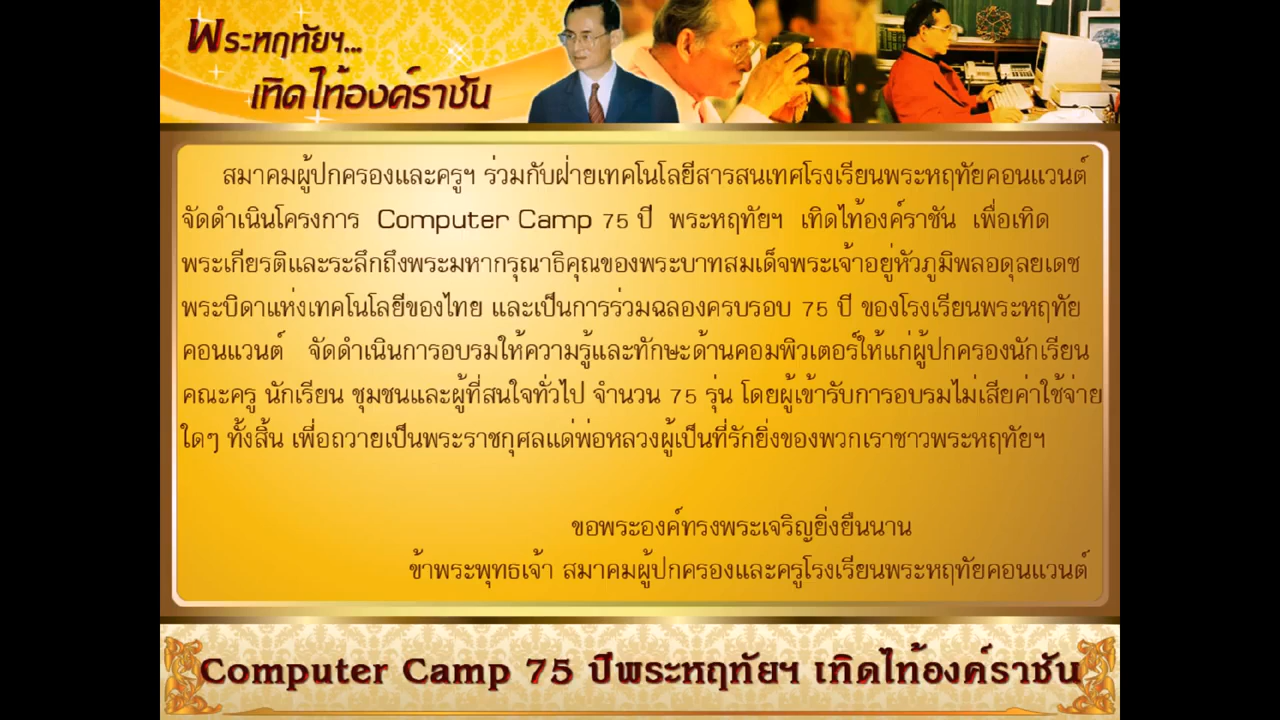 พระหฤทัยฯ...
เทิดไท้องค์ราชัน
สมาคมผู้ปกครองและครูฯ ร่วมกับฝ่ายเทคโนโลยีสารสนเทศโรงเรียนพระหฤทัยคอนแวนต์
จัดดำเนินโครงการ Computer Camp 75 ปี พระหฤทัยฯ เทิดไท้องค์ราชัน เพื่อเทิด
พระเกียรติและระลึกถึงพระมหากรุณาธิคุณของพระบาทสมเด็จพระเจ้าอยู่หัวภูมิพลอดุลยเดช
พระบิดาแห่งเทคโนโลยีของไทย และเป็นการร่วมฉลองครบรอบ 75 ปี ของโรงเรียนพระหฤทัย
คอนแวนต์ จัดดำเนินการอบรมให้ความรู้และทักษะด้านคอมพิวเตอร์ให้แก่ผู้ปกครองนักเรียน
คณะครู นักเรียน ชุมชนและผู้ที่สนใจทั่วไป จำนวน 75 รุ่น โดยผู้เข้ารับการอบรมไม่เสียค่าใช้จ่าย
ใดๆ ทั้งสิ้น เพื่อถวายเป็นพระราชกุศลแด่พ่อหลวงผู้เป็นที่รักยิ่งของพวกเราชาวพระหฤทัยฯ
ขอพระองค์ทรงพระเจริญยิ่งยืนนาน
ข้าพระพุทธเจ้า สมาคมผู้ปกครองและครูโรงเรียนพระหฤทัยคอนแวนต์
Computer Camp 75 ปีพระหฤทัยฯ เทิดไท้องค์ราชัน